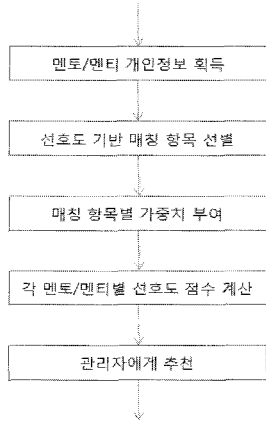 멘토/멘티 개인정보 획득
선호도 기반 매칭 항목 선별
매칭 항목별 가중치 부여
각 멘토/멘티별 선호도 점수 계산
관리자에게 추천